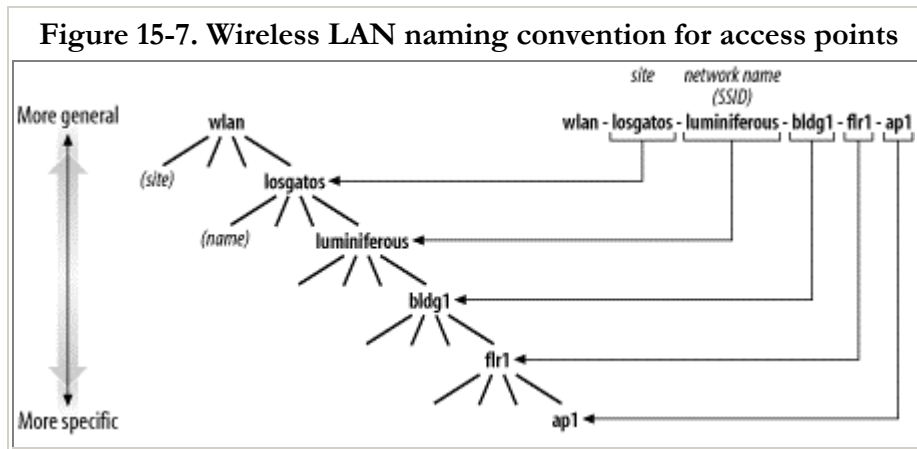 Figure 15-7. Wireless LAN naming convention for access points
site
network name
(SSID)
More general
wlan
wlan - losgatos - luminiferous - bldg1 - flr1 - ap1
(site)
losgatos
(name)
luminiferous
bldg1
flr1
More specific
ap1